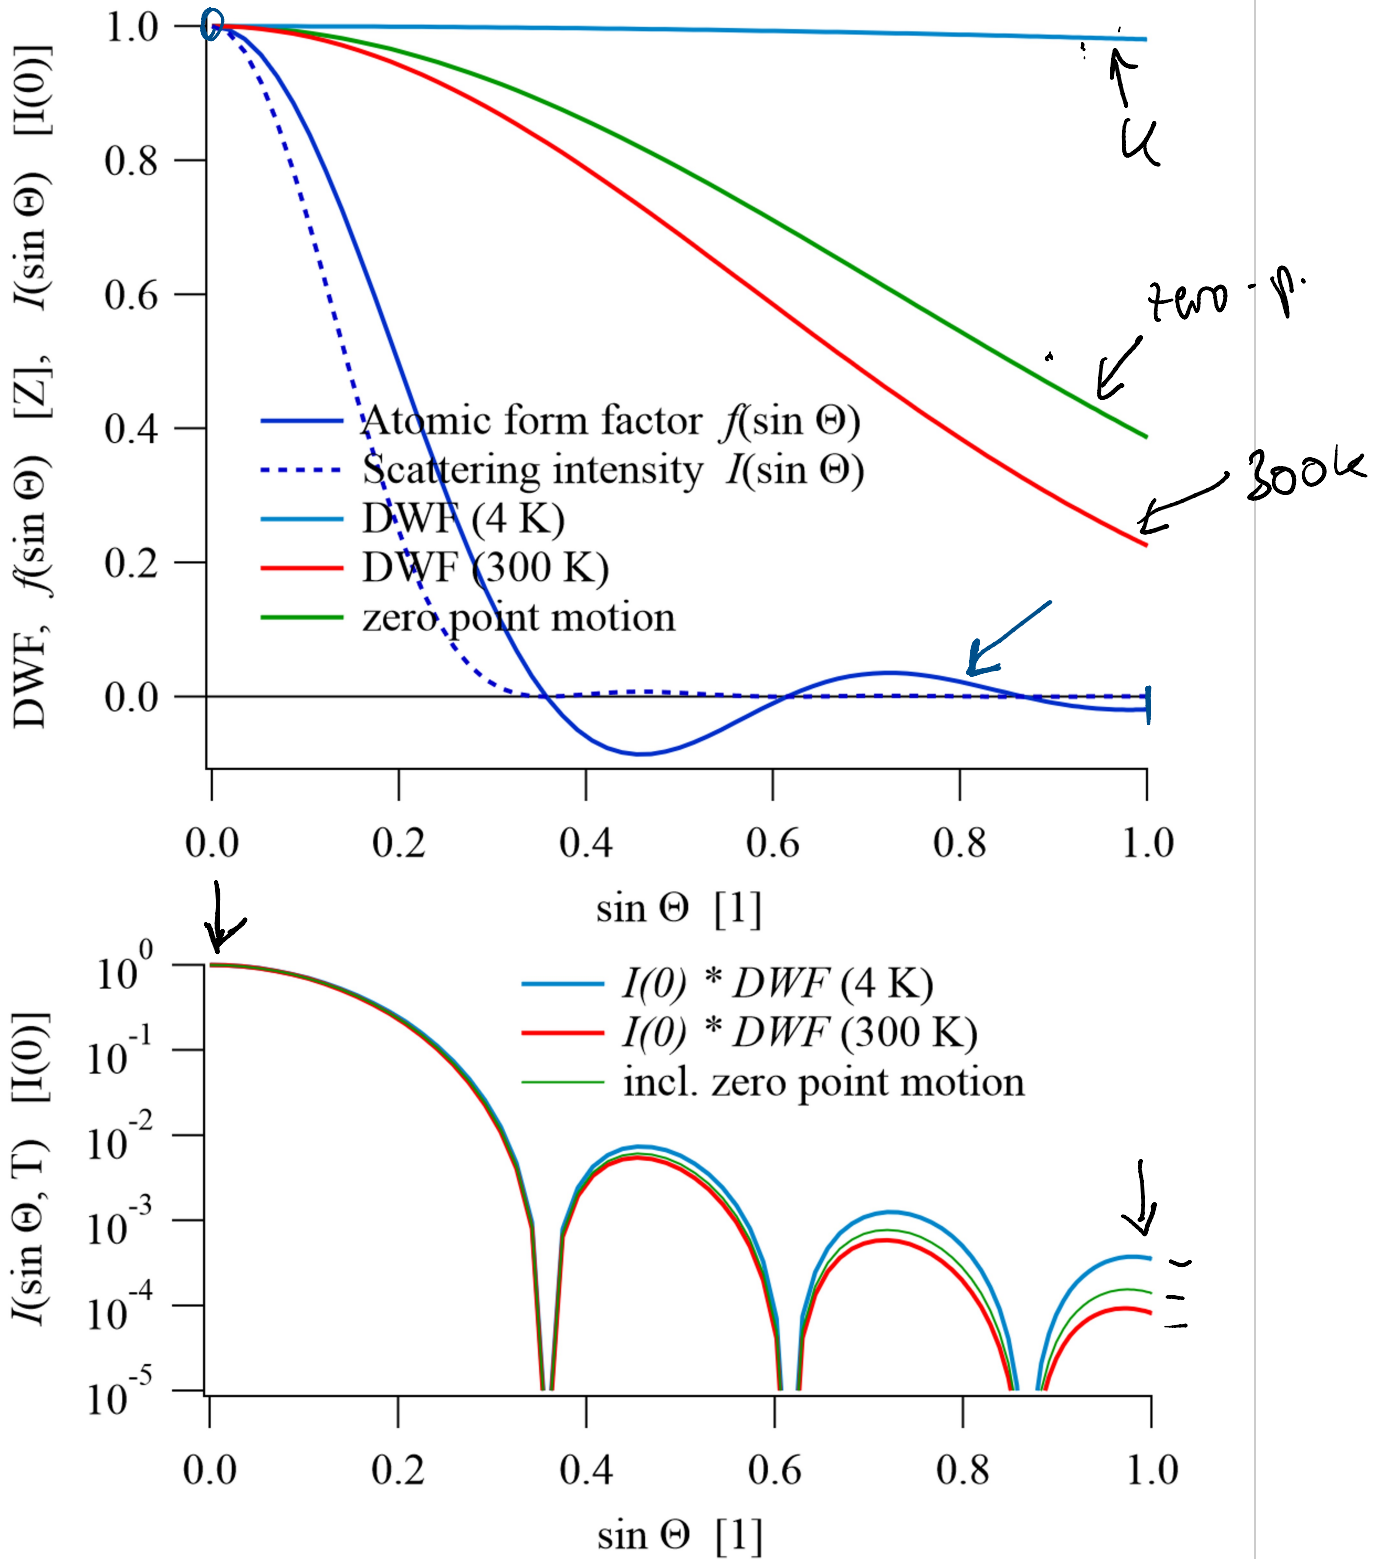 DWF, f(sin Θ) [Z], I(sin Θ) [I(0)]
1.0
0.8
0.6
0.4
0.2
0.0
K
zero-p.
300K
Atomic form factor f(sin Θ)
Scattering intensity I(sin Θ)
DWF (4 K)
DWF (300 K)
zero point motion
0.0 0.2 0.4 0.6 0.8 1.0
sin Θ [1]
I(sin Θ, T) [I(0)]
10^0
10^-1
10^-2
10^-3
10^-4
10^-5
I(0) * DWF (4 K)
I(0) * DWF (300 K)
incl. zero point motion
0.0 0.2 0.4 0.6 0.8 1.0
sin Θ [1]